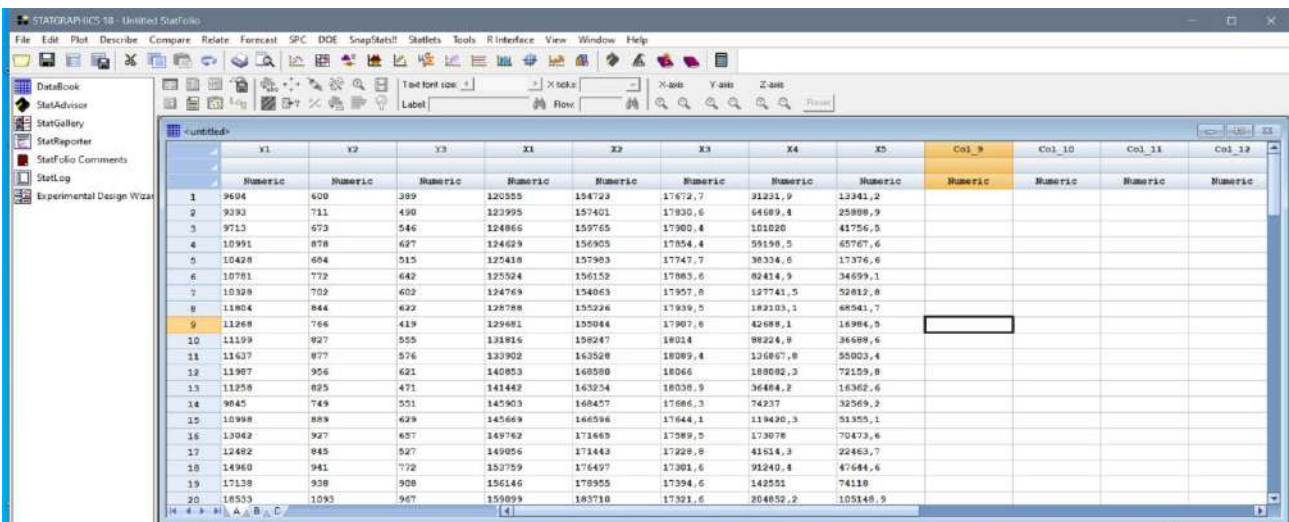 STATGRAPHICS 18 - Untitled StatFolio
File Edit Plot Describe Compare Relate Forecast SPC DOE SnapStats!! Statlets Tools R Interface View Window Help
Text font size: X ticks X-axis Y-axis Z-axis
Label Row: Reset
DataBook
StatAdvisor
StatGallery
StatReporter
StatFolio Comments
StatLog
Experimental Design Wizar
<untitled>
Y1 Y2 Y3 X1 X2 X3 X4 X5 Col_9 Col_10 Col_11 Col_12
Numeric Numeric Numeric Numeric Numeric Numeric Numeric Numeric Numeric Numeric Numeric Numeric
1 9604 600 389 120555 154723 17672,7 31231,9 13341,2
2 9393 711 490 123995 157401 17930,6 64689,4 25888,9
3 9713 673 546 124866 159765 17900,4 101020 41756,5
4 10991 878 627 124629 156905 17854,4 59198,5 65767,6
5 10428 684 515 125418 157983 17747,7 38334,6 17376,6
6 10781 772 642 125524 156152 17883,6 82414,9 34699,1
7 10328 702 602 124769 154063 17957,8 127741,5 52812,8
8 11804 844 622 128788 155226 17939,5 182103,1 68541,7
9 11268 766 419 129681 155044 17907,8 42688,1 16984,5
10 11199 827 555 131816 158247 18014 88224,8 36688,6
11 11637 877 576 133902 163528 18089,4 136867,8 55003,4
12 11987 956 621 140853 168580 18066 188082,3 72159,8
13 11258 825 471 141442 163234 18038,9 36484,2 16362,6
14 9845 749 551 145903 168457 17686,3 74237 32569,2
15 10998 889 629 145669 166596 17644,1 119420,3 51355,1
16 13042 927 657 149762 171665 17589,5 173078 70473,6
17 12482 845 527 149056 171443 17228,8 41614,3 22463,7
18 14960 941 772 153759 176497 17301,6 91240,4 47644,6
19 17138 938 908 156146 178955 17394,6 142551 74118
20 18533 1093 967 159099 183710 17321,6 204852,2 105148,9
A B C